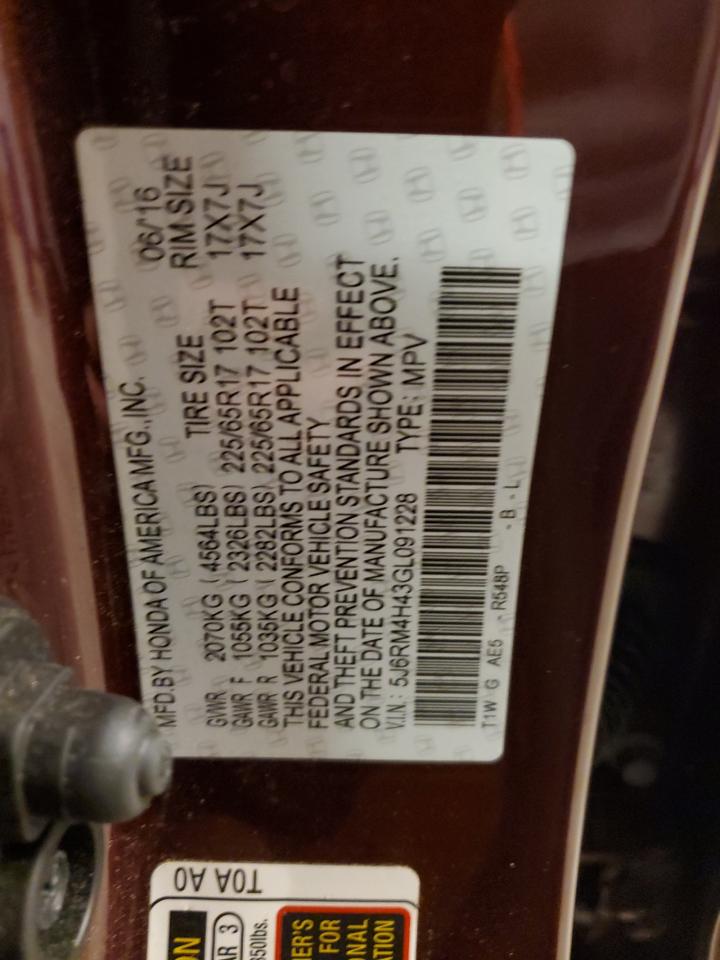 MFD.BY HONDA OF AMERICA MFG., INC. 06/16
TIRE SIZE RIM SIZE
GVWR 2070KG ( 4564LBS)
GAWR F 1055KG ( 2326LBS) 225/65R17 102T 17X7J
GAWR R 1035KG ( 2282LBS) 225/65R17 102T 17X7J
THIS VEHICLE CONFORMS TO ALL APPLICABLE
FEDERAL MOTOR VEHICLE SAFETY
AND THEFT PREVENTION STANDARDS IN EFFECT
ON THE DATE OF MANUFACTURE SHOWN ABOVE.
V.I.N.: 5J6RM4H43GL091228 TYPE: MPV
T1W G AE5 - R548P - B - L
T0A A0
850lbs.
FOR